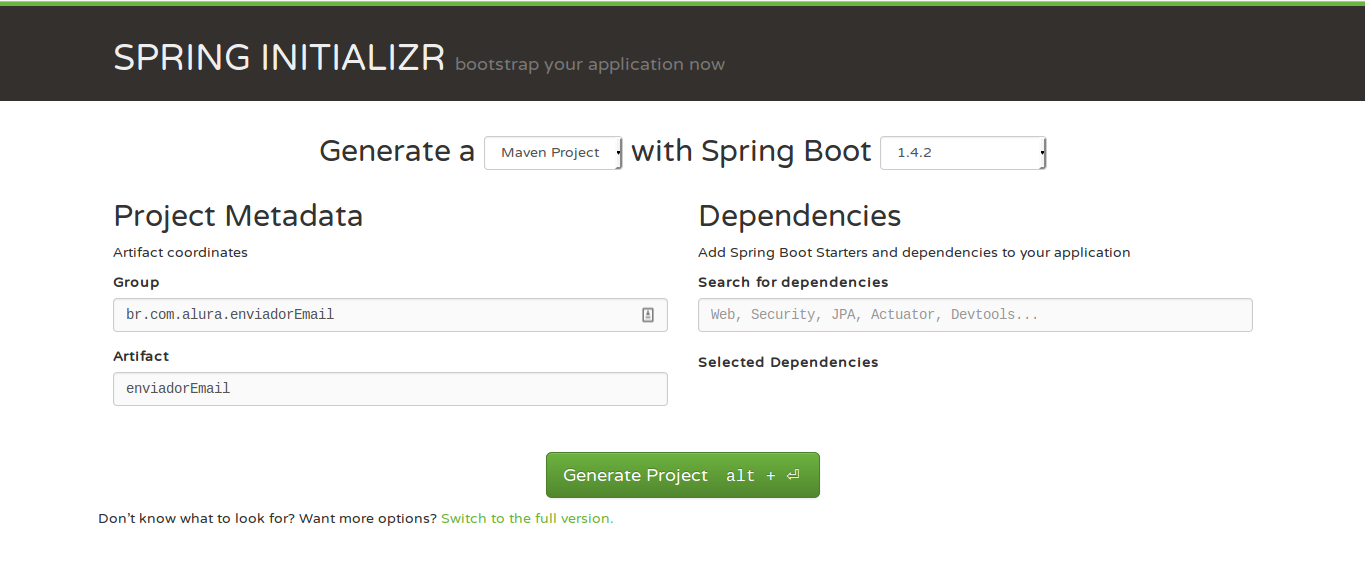 SPRING INITIALIZR bootstrap your application now
Generate a Maven Project with Spring Boot 1.4.2
Project Metadata
Artifact coordinates
Group
br.com.alura.enviadorEmail
Artifact
enviadorEmail
Dependencies
Add Spring Boot Starters and dependencies to your application
Search for dependencies
Web, Security, JPA, Actuator, Devtools...
Selected Dependencies
Generate Project alt + ⏎
Don't know what to look for? Want more options? Switch to the full version.